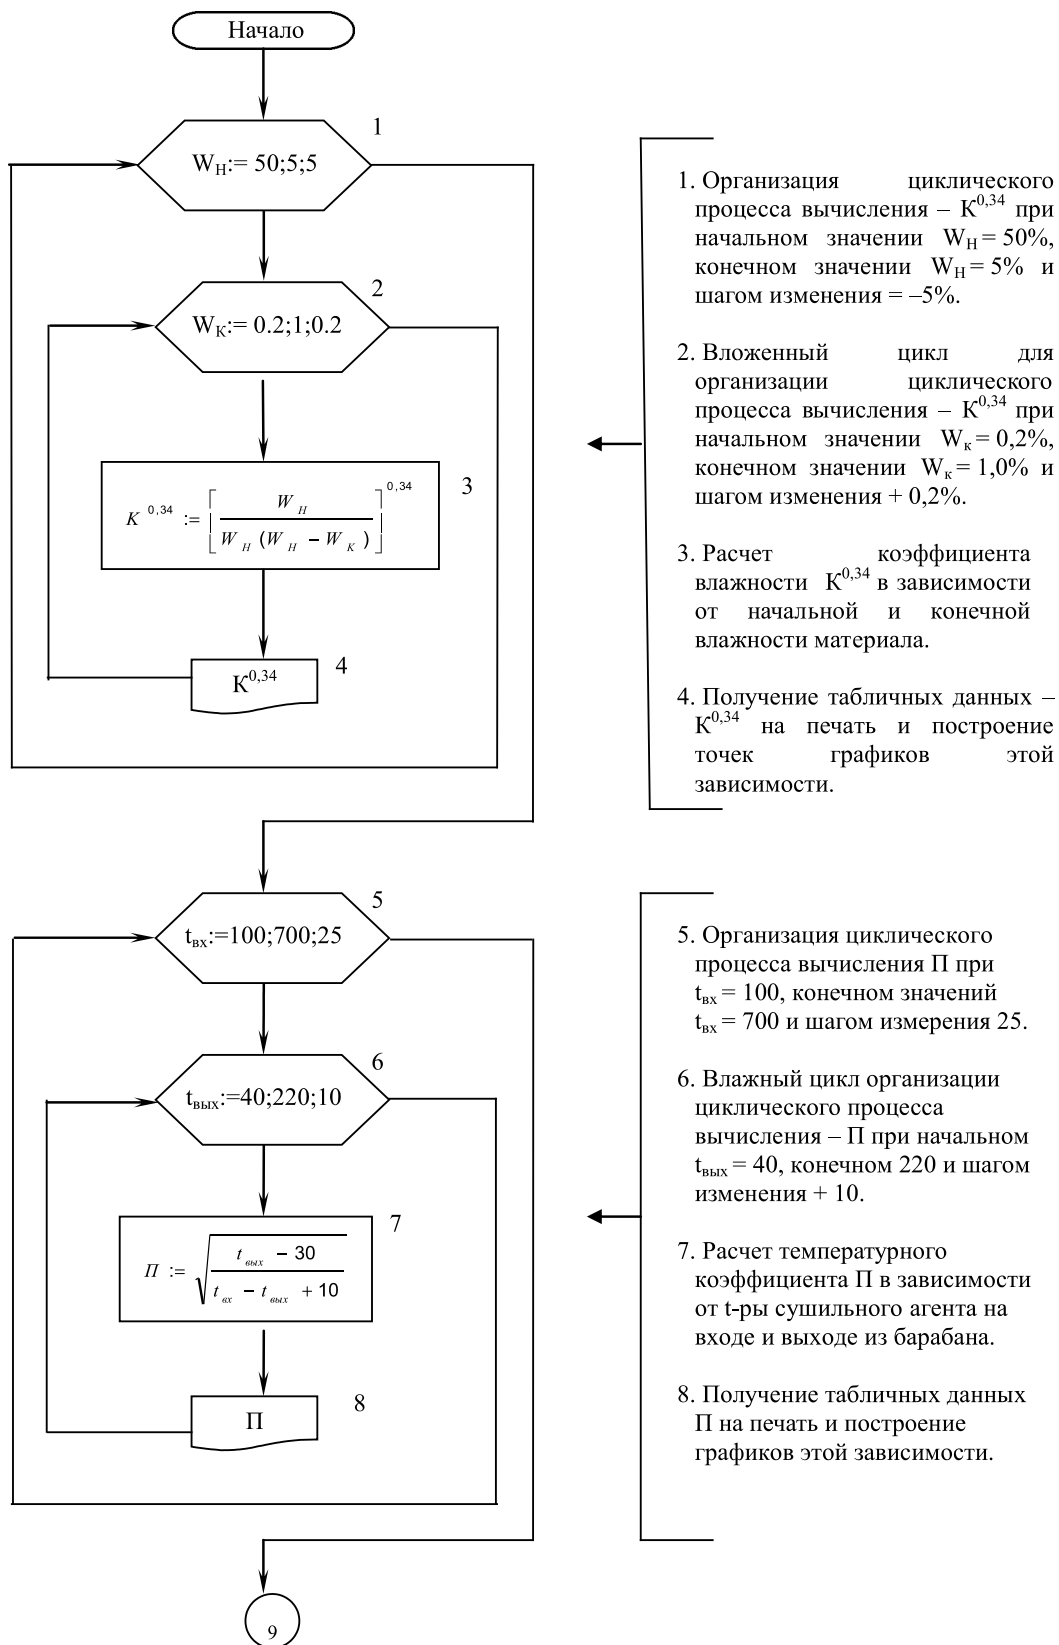 Начало
1
W_Н:= 50;5;5
2
W_К:= 0.2;1;0.2
3
K^0,34 := [W_Н / W_Н (W_Н – W_К)]^0,34
4
К^0,34
1. Организация циклического
процесса вычисления – К^0,34 при
начальном значении W_Н = 50%,
конечном значении W_Н = 5% и
шагом изменения = –5%.
2. Вложенный цикл для
организации циклического
процесса вычисления – К^0,34 при
начальном значении W_к = 0,2%,
конечном значении W_к = 1,0% и
шагом изменения + 0,2%.
3. Расчет коэффициента
влажности К^0,34 в зависимости
от начальной и конечной
влажности материала.
4. Получение табличных данных –
К^0,34 на печать и построение
точек графиков этой
зависимости.
5
t_вх:=100;700;25
6
t_вых:=40;220;10
7
П := √((t_вых – 30) / (t_вх – t_вых + 10))
8
П
9
5. Организация циклического
процесса вычисления П при
t_вх = 100, конечном значений
t_вх = 700 и шагом измерения 25.
6. Влажный цикл организации
циклического процесса
вычисления – П при начальном
t_вых = 40, конечном 220 и шагом
изменения + 10.
7. Расчет температурного
коэффициента П в зависимости
от t-ры сушильного агента на
входе и выходе из барабана.
8. Получение табличных данных
П на печать и построение
графиков этой зависимости.